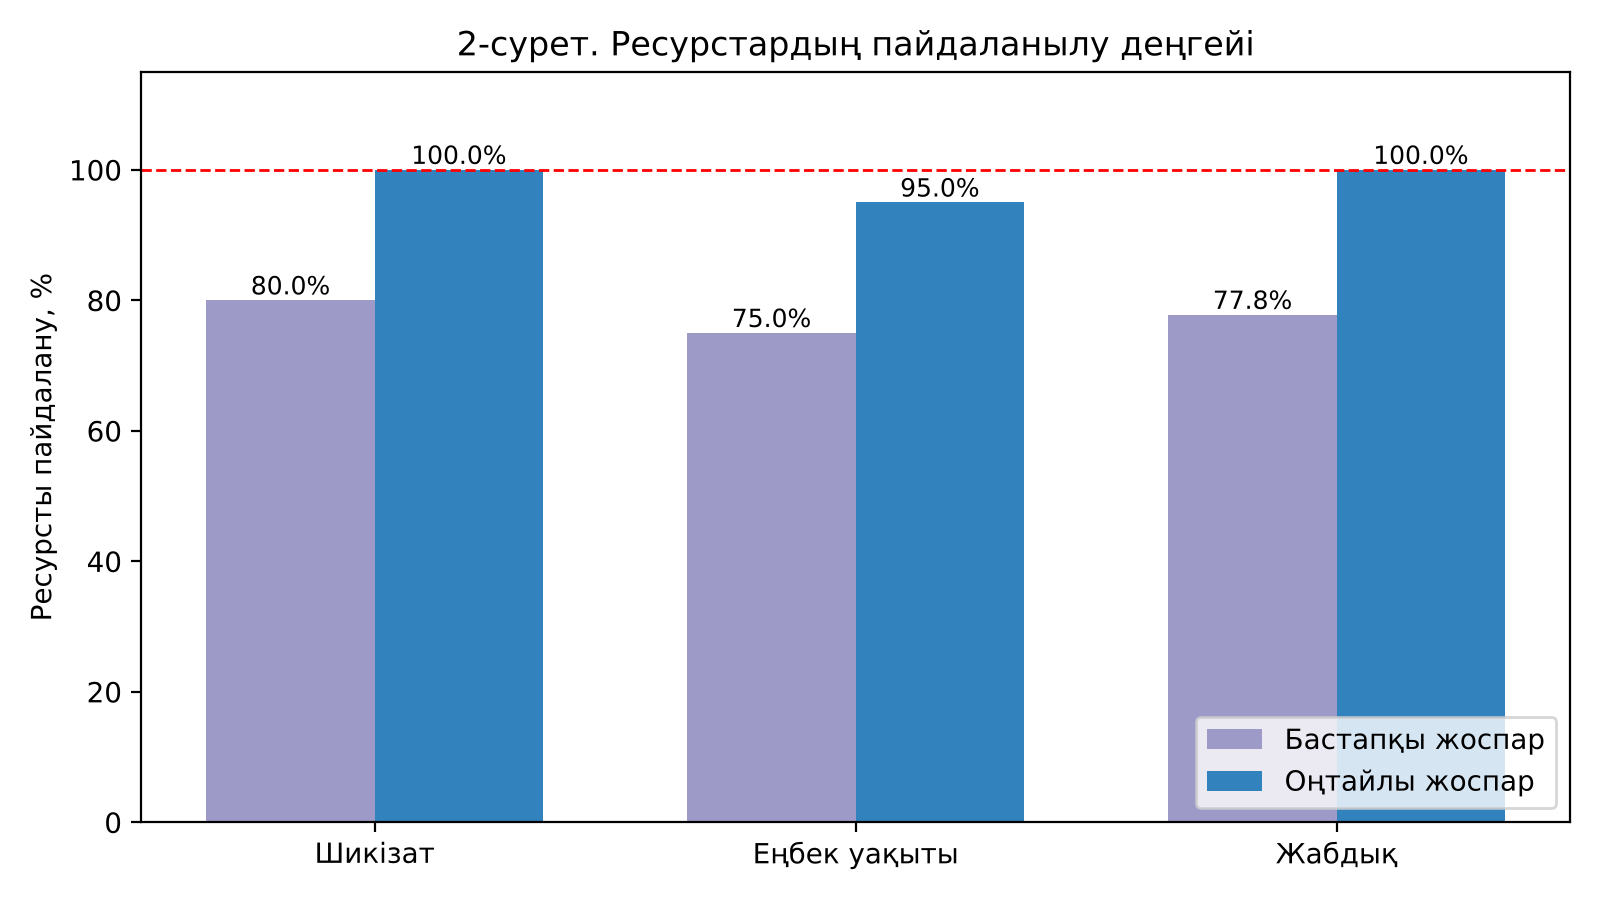 2-сурет. Ресурстардың пайдаланылу деңгейі
Ресурсты пайдалану, %
100
80
60
40
20
0
80.0%
100.0%
75.0%
95.0%
77.8%
100.0%
Бастапқы жоспар
Оңтайлы жоспар
Шикізат
Еңбек уақыты
Жабдық